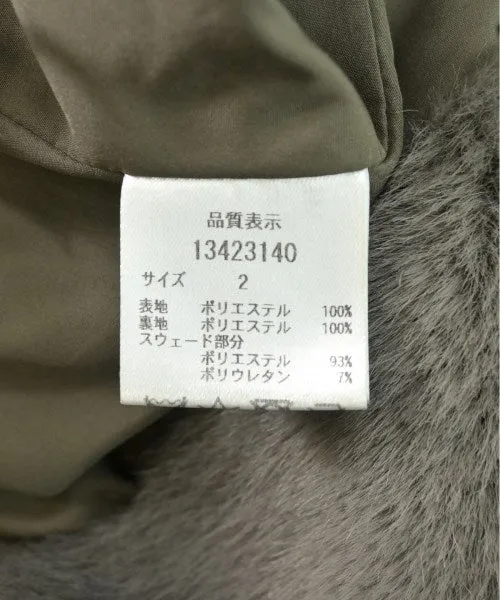 品質表示
13423140
サイズ 2
表地 ポリエステル 100%
裏地 ポリエステル 100%
スウェード部分
ポリエステル 93%
ポリウレタン 7%